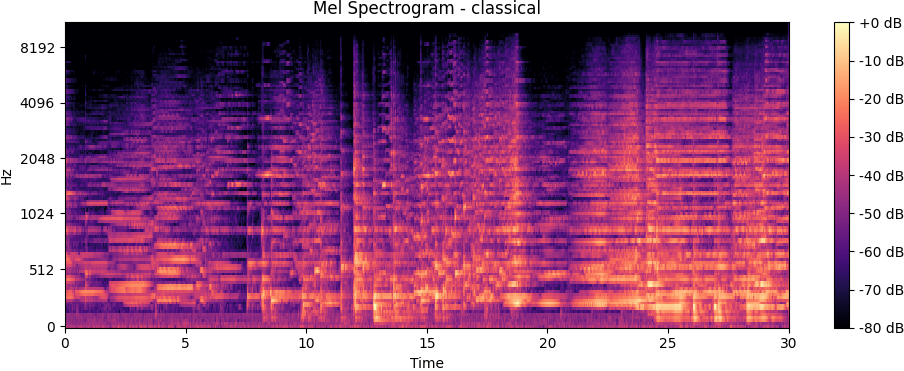 Mel Spectrogram - classical
Hz
8192
4096
2048
1024
512
0
0 5 10 15 20 25 30
Time
+0 dB
-10 dB
-20 dB
-30 dB
-40 dB
-50 dB
-60 dB
-70 dB
-80 dB